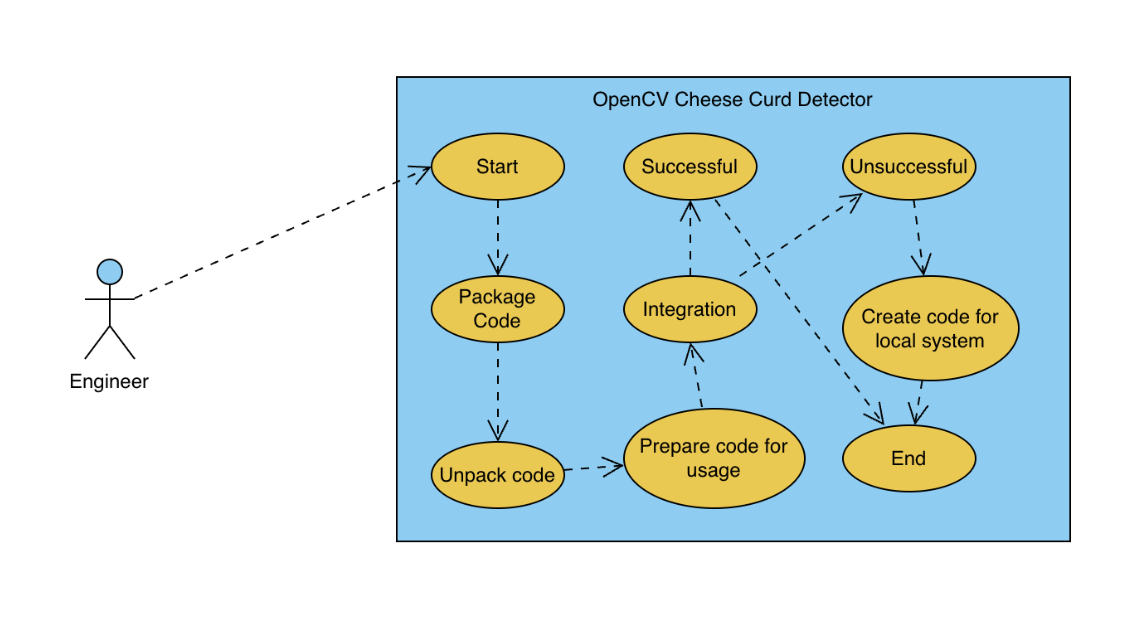 OpenCV Cheese Curd Detector
Start
Successful
Unsuccessful
Package
Code
Integration
Create code for
local system
Engineer
Unpack code
Prepare code for
usage
End